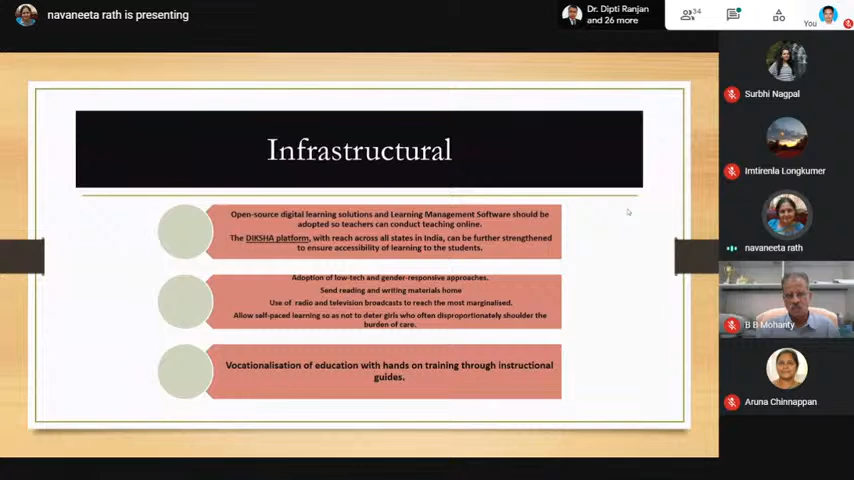 navaneeta rath is presenting
Dr. Dipti Ranjan
and 26 more
34
You
Infrastructural
Open-source digital learning solutions and Learning Management Software should be
adopted so teachers can conduct teaching online.
The DIKSHA platform, with reach across all states in India, can be further strengthened
to ensure accessibility of learning to the students.
Adoption of low-tech and gender-responsive approaches.
Send reading and writing materials home
Use of radio and television broadcasts to reach the most marginalised.
Allow self-paced learning so as not to deter girls who often disproportionately shoulder the
burden of care.
Vocationalisation of education with hands on training through instructional
guides.
Surbhi Nagpal
Imtirenla Longkumer
navaneeta rath
B B Mohanty
Aruna Chinnappan